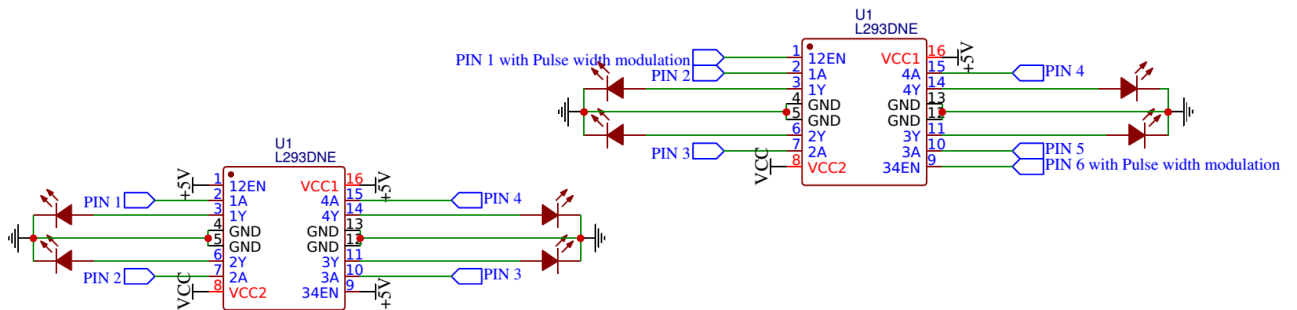 U1
L293DNE
PIN 1 with Pulse width modulation
1 12EN VCC1 16 +5V
PIN 2 2 1A 4A 15 PIN 4
3 1Y 4Y 14
4 GND GND 13
5 GND GND 12
6 2Y 3Y 11
PIN 3 7 2A 3A 10 PIN 5
VCC 8 VCC2 34EN 9 PIN 6 with Pulse width modulation
U1
L293DNE
+5V 1 12EN VCC1 16 +5V
PIN 1 2 1A 4A 15 PIN 4
3 1Y 4Y 14
4 GND GND 13
5 GND GND 12
6 2Y 3Y 11
PIN 2 7 2A 3A 10 PIN 3
VCC 8 VCC2 34EN 9 +5V